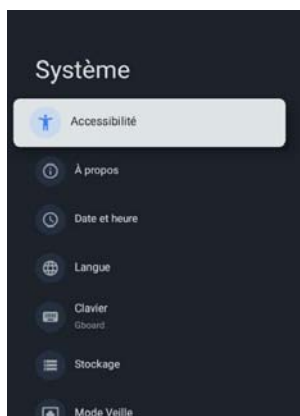 Système
Accessibilité
À propos
Date et heure
Langue
Clavier
Gboard
Stockage
Mode Veille